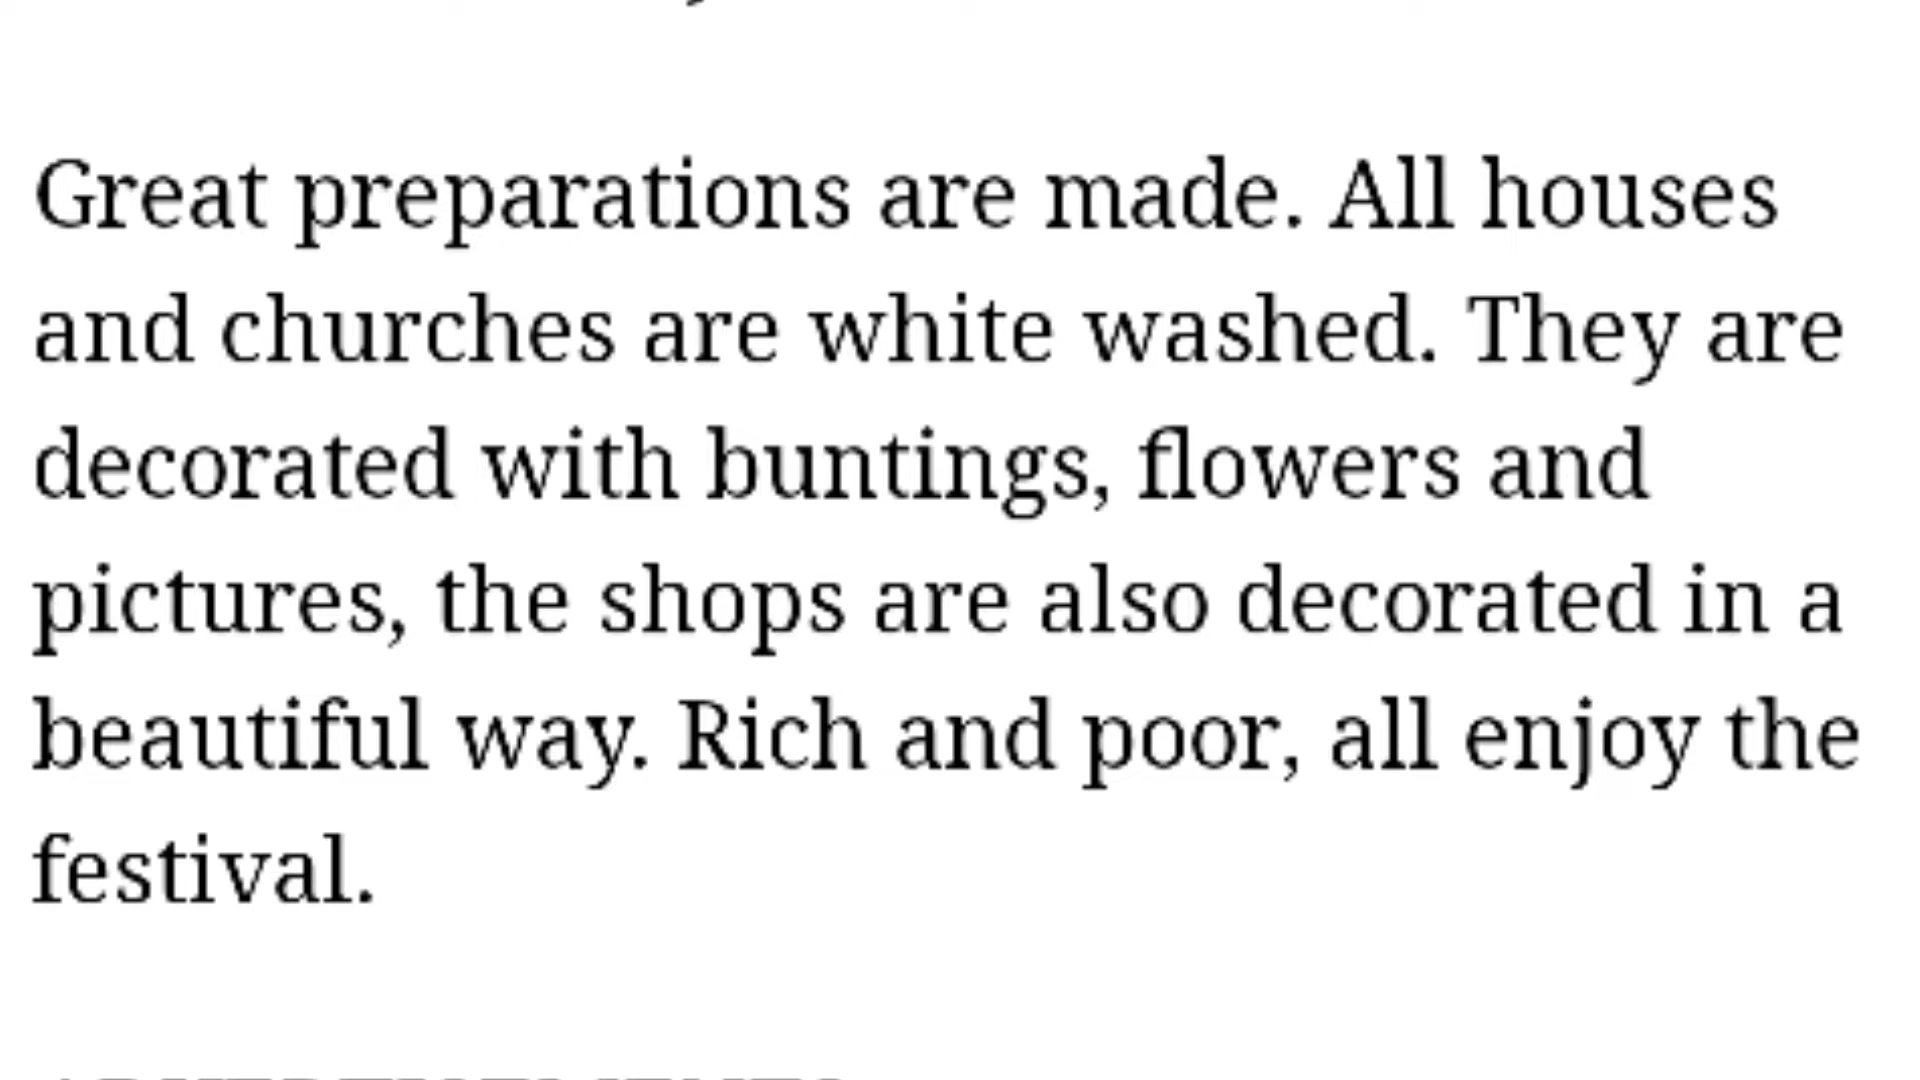 Great preparations are made. All houses
and churches are white washed. They are
decorated with buntings, flowers and
pictures, the shops are also decorated in a
beautiful way. Rich and poor, all enjoy the
festival.